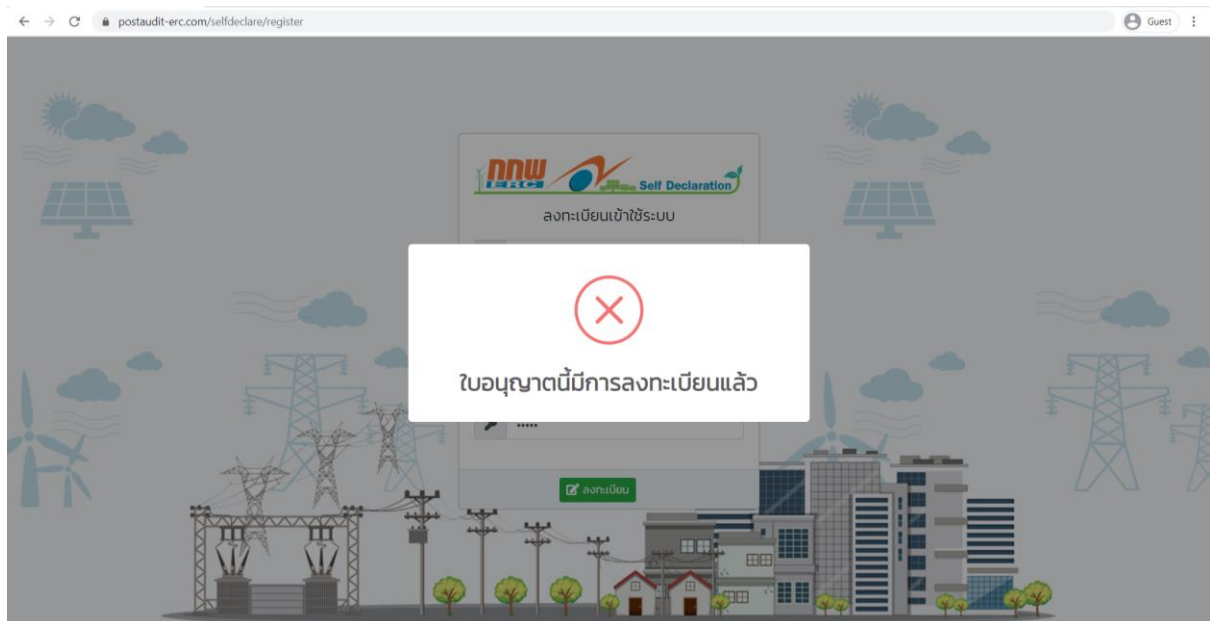 postaudit-erc.com/selfdeclare/register
Guest
กกพ
ERC
Self Declaration
ลงทะเบียนเข้าใช้ระบบ
ใบอนุญาตนี้มีการลงทะเบียนแล้ว
•••••
ลงทะเบียน